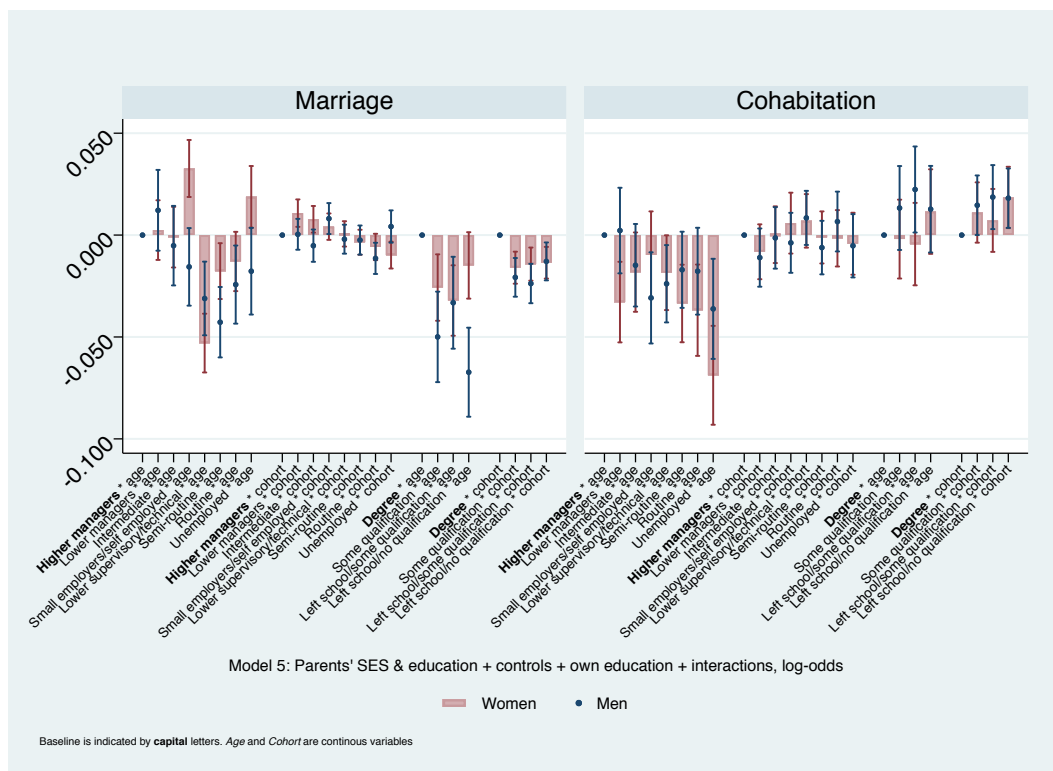 Marriage
Cohabitation
0.050
0.000
-0.050
-0.100
Higher managers * age
Lower managers * age
Intermediate * age
Small employers/self employed * age
Lower supervisory/technical * age
Semi-routine * age
Routine * age
Unemployed * age
Higher managers * cohort
Lower managers * cohort
Intermediate * cohort
Small employers/self employed * cohort
Lower supervisory/technical * cohort
Semi-routine * cohort
Routine * cohort
Unemployed * cohort
Degree * age
Some qualification * age
Left school/some qualification * age
Left school/no qualification * age
Degree * cohort
Some qualification * cohort
Left school/some qualification * cohort
Left school/no qualification * cohort
Higher managers * age
Lower managers * age
Intermediate * age
Small employers/self employed * age
Lower supervisory/technical * age
Semi-routine * age
Routine * age
Unemployed * age
Higher managers * cohort
Lower managers * cohort
Intermediate * cohort
Small employers/self employed * cohort
Lower supervisory/technical * cohort
Semi-routine * cohort
Routine * cohort
Unemployed * cohort
Degree * age
Some qualification * age
Left school/some qualification * age
Left school/no qualification * age
Degree * cohort
Some qualification * cohort
Left school/some qualification * cohort
Left school/no qualification * cohort
Model 5: Parents' SES & education + controls + own education + interactions, log-odds
Women
Men
Baseline is indicated by capital letters. Age and Cohort are continous variables